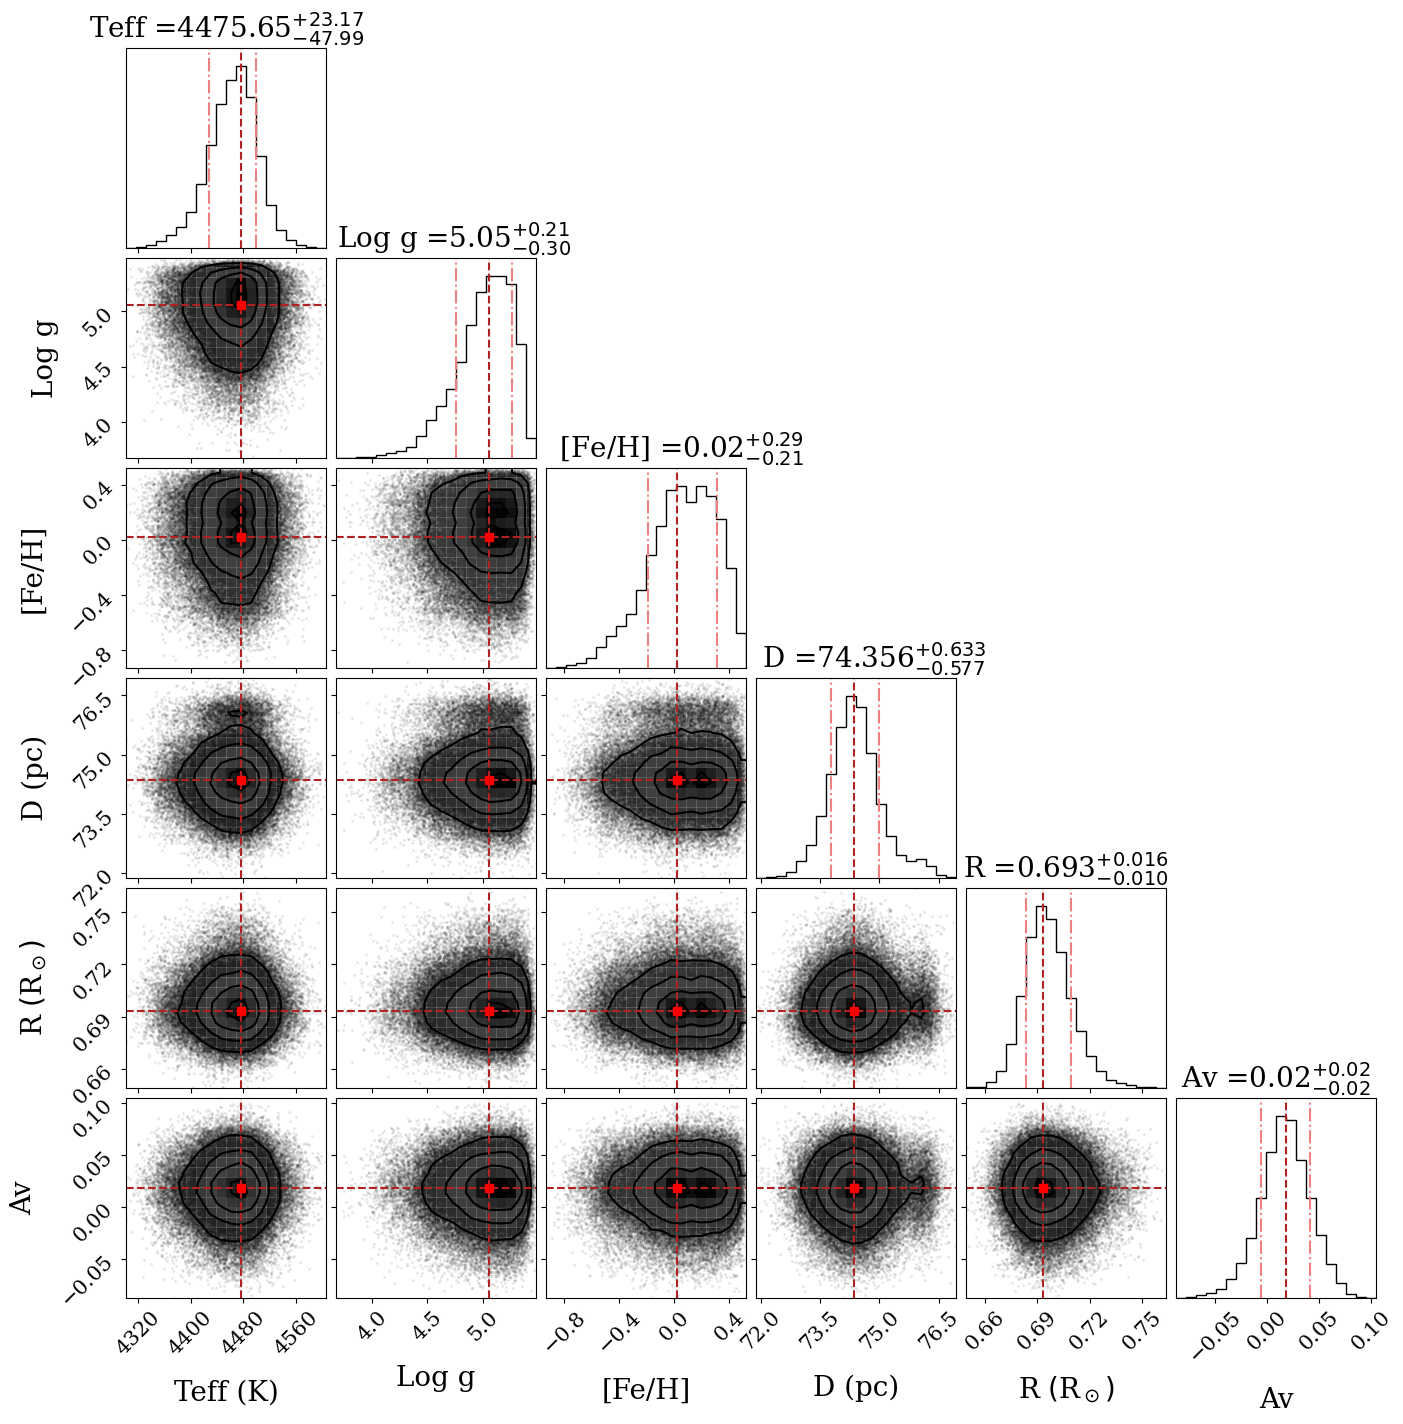 Teff =4475.65+23.17−47.99
Log g =5.05+0.21−0.30
5.0
4.5
4.0
Log g
[Fe/H] =0.02+0.29−0.21
0.4
0.0
−0.4
−0.8
[Fe/H]
D =74.356+0.633−0.577
76.5
75.0
73.5
72.0
D (pc)
R =0.693+0.016−0.010
0.75
0.72
0.69
0.66
R (R⊙)
Av =0.02+0.02−0.02
0.10
0.05
0.00
−0.05
Av
4320 4400 4480 4560
4.0 4.5 5.0
−0.8 −0.4 0.0 0.4
72.0 73.5 75.0 76.5
0.66 0.69 0.72 0.75
−0.05 0.00 0.05 0.10
Teff (K) Log g [Fe/H] D (pc) R (R⊙) Av